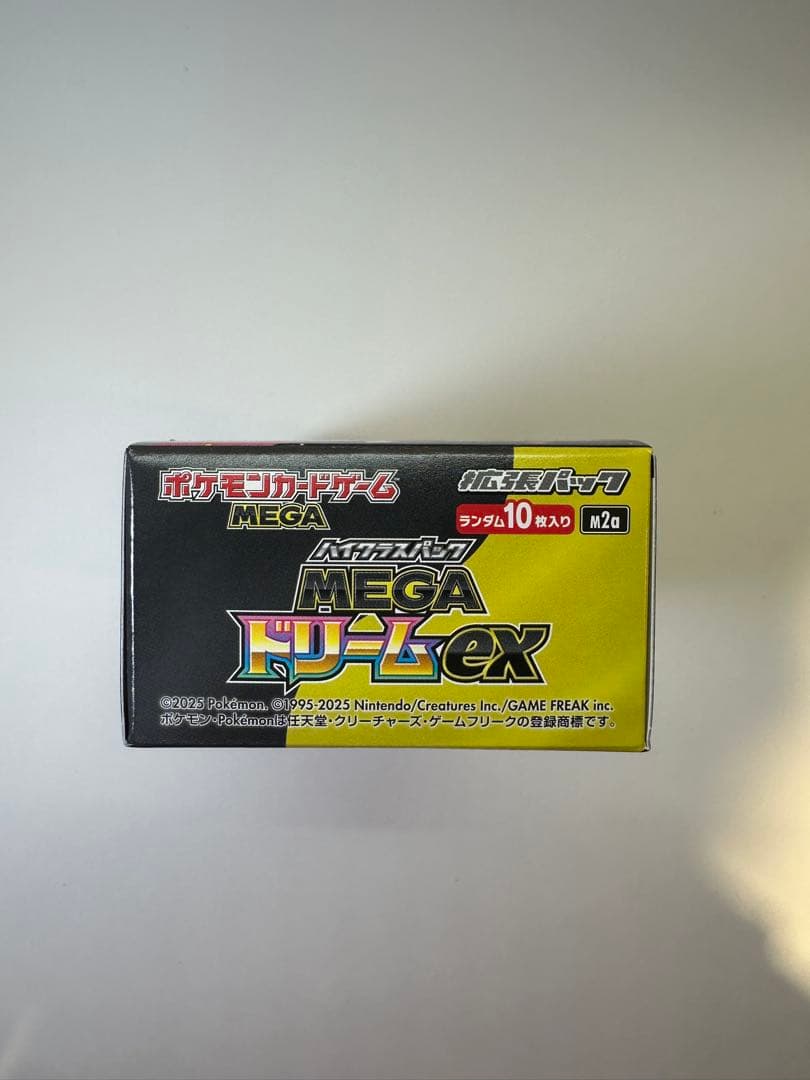 ポケモンカードゲーム
MEGA
拡張パック
ランダム10枚入り
M2a
ハイクラスパック
MEGA
ドリームex
©2025 Pokémon. ©1995-2025 Nintendo/Creatures Inc./GAME FREAK inc.
ポケモン・Pokémonは任天堂・クリーチャーズ・ゲームフリークの登録商標です。